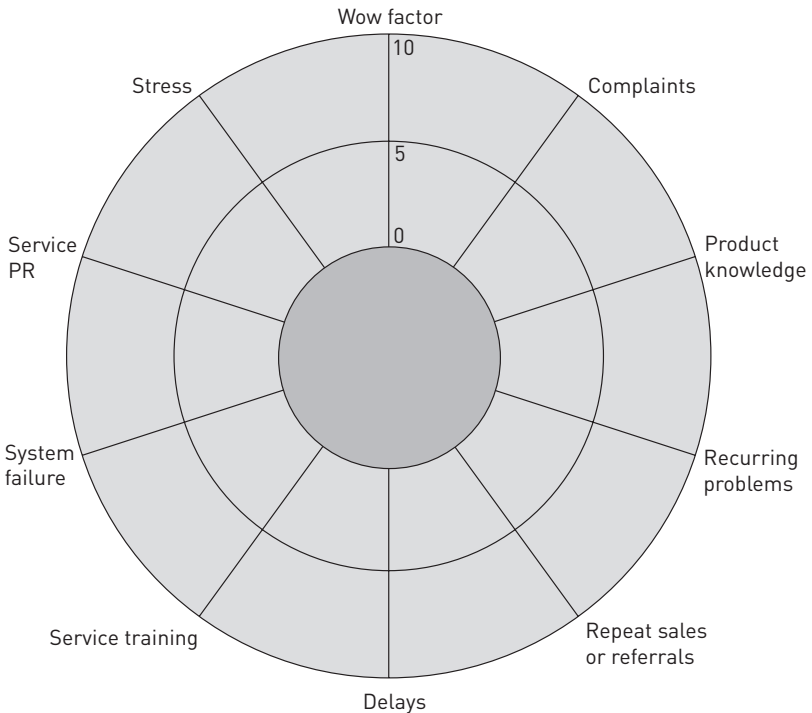 Wow factor
10
Stress
Complaints
5
0
Service
PR
Product
knowledge
System
failure
Recurring
problems
Service training
Repeat sales
or referrals
Delays